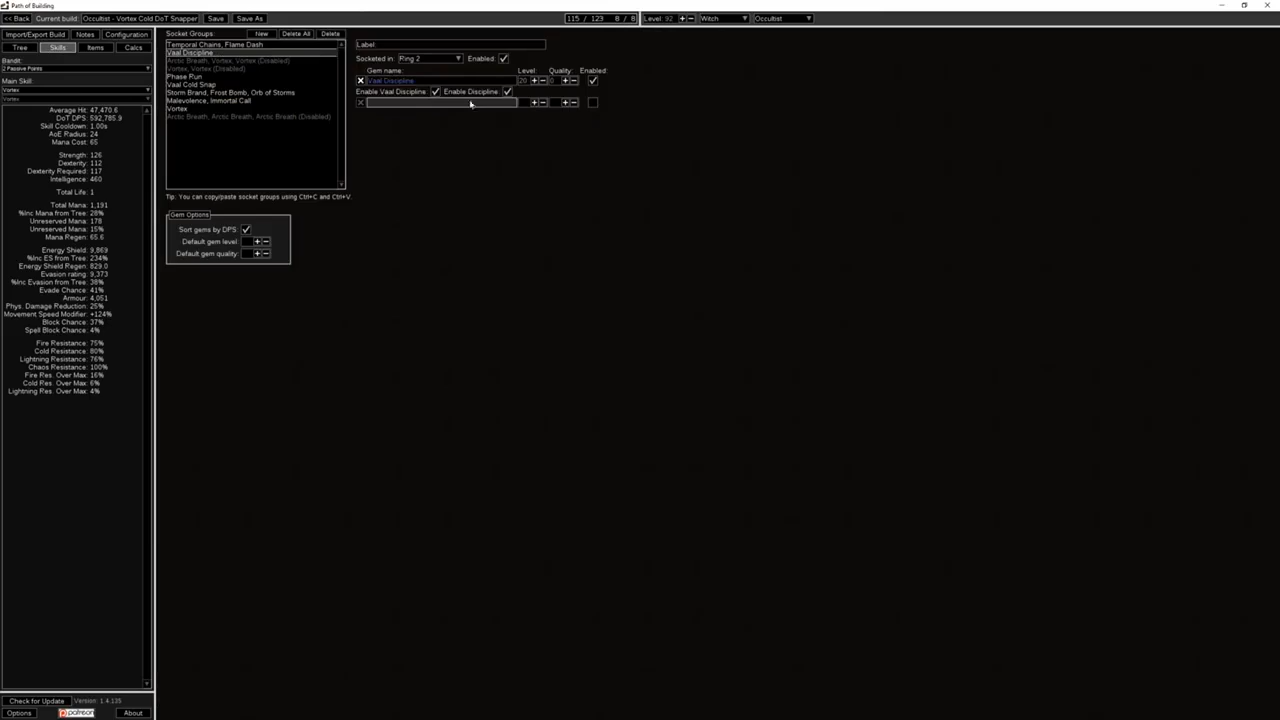 Path of Building
<< Back Current build: Occultist - Vortex Cold DoT Snapper Save Save As 115 / 123 8 / 8 Level: 92 Witch Occultist
Import/Export Build Notes Configuration
Tree Skills Items Calcs
Bandit:
2 Passive Points
Main Skill:
Vortex
Vortex
Average Hit: 47,470.6
DoT DPS: 592,785.9
Skill Cooldown: 1.00s
AoE Radius: 24
Mana Cost: 65
Strength: 126
Dexterity: 112
Dexterity Required: 117
Intelligence: 460
Total Life: 1
Total Mana: 1,191
%Inc Mana from Tree: 28%
Unreserved Mana: 178
Unreserved Mana: 15%
Mana Regen: 65.6
Energy Shield: 9,869
%Inc ES from Tree: 234%
Energy Shield Regen: 829.0
Evasion rating: 9,373
%Inc Evasion from Tree: 38%
Evade Chance: 41%
Armour: 4,051
Phys. Damage Reduction: 25%
Movement Speed Modifier: +124%
Block Chance: 37%
Spell Block Chance: 4%
Fire Resistance: 75%
Cold Resistance: 80%
Lightning Resistance: 76%
Chaos Resistance: 100%
Fire Res. Over Max: 16%
Cold Res. Over Max: 6%
Lightning Res. Over Max: 4%
Check for Update Version: 1.4.135
Options patreon About
Socket Groups: New Delete All Delete
Temporal Chains, Flame Dash
Vaal Discipline
Arctic Breath, Vortex, Vortex (Disabled)
Vortex, Vortex (Disabled)
Phase Run
Vaal Cold Snap
Storm Brand, Frost Bomb, Orb of Storms
Malevolence, Immortal Call
Vortex
Arctic Breath, Arctic Breath, Arctic Breath (Disabled)
Tip: You can copy/paste socket groups using Ctrl+C and Ctrl+V.
Gem Options
Sort gems by DPS:
Default gem level:
Default gem quality:
Label:
Socketed in: Ring 2 Enabled:
Gem name: Level: Quality: Enabled:
Vaal Discipline 20 0
Enable Vaal Discipline: Enable Discipline: